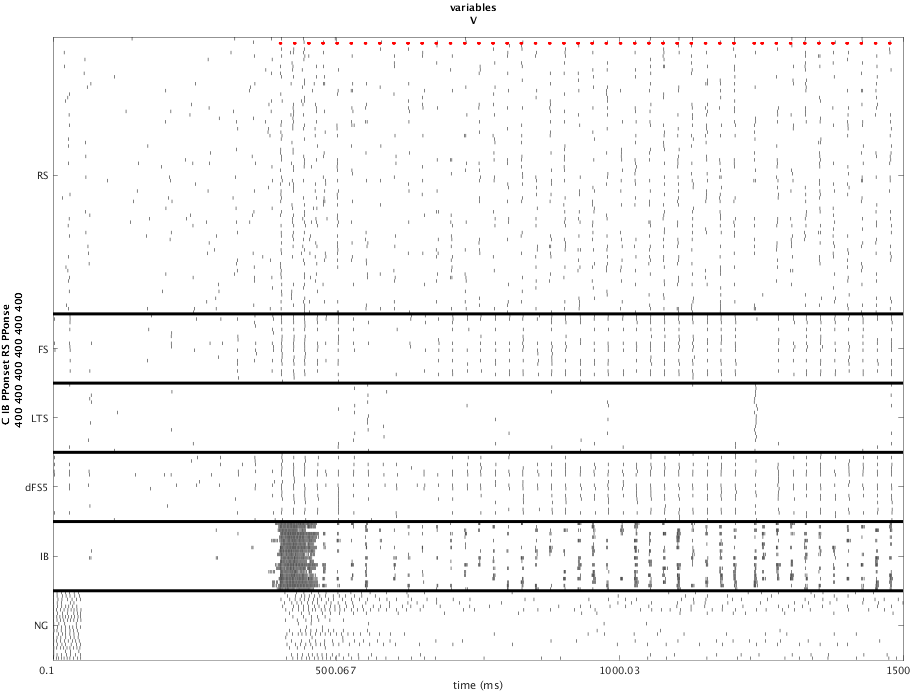 variables
V
C IB PPonset RS PPonse
400 400 400 400 400 400
RS
FS
LTS
dFS5
IB
NG
0.1
500.067
1000.03
1500
time (ms)